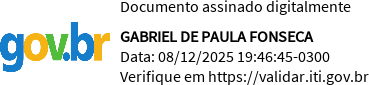 Documento assinado digitalmente
gov.br
GABRIEL DE PAULA FONSECA
Data: 08/12/2025 19:46:45-0300
Verifique em https://validar.iti.gov.br